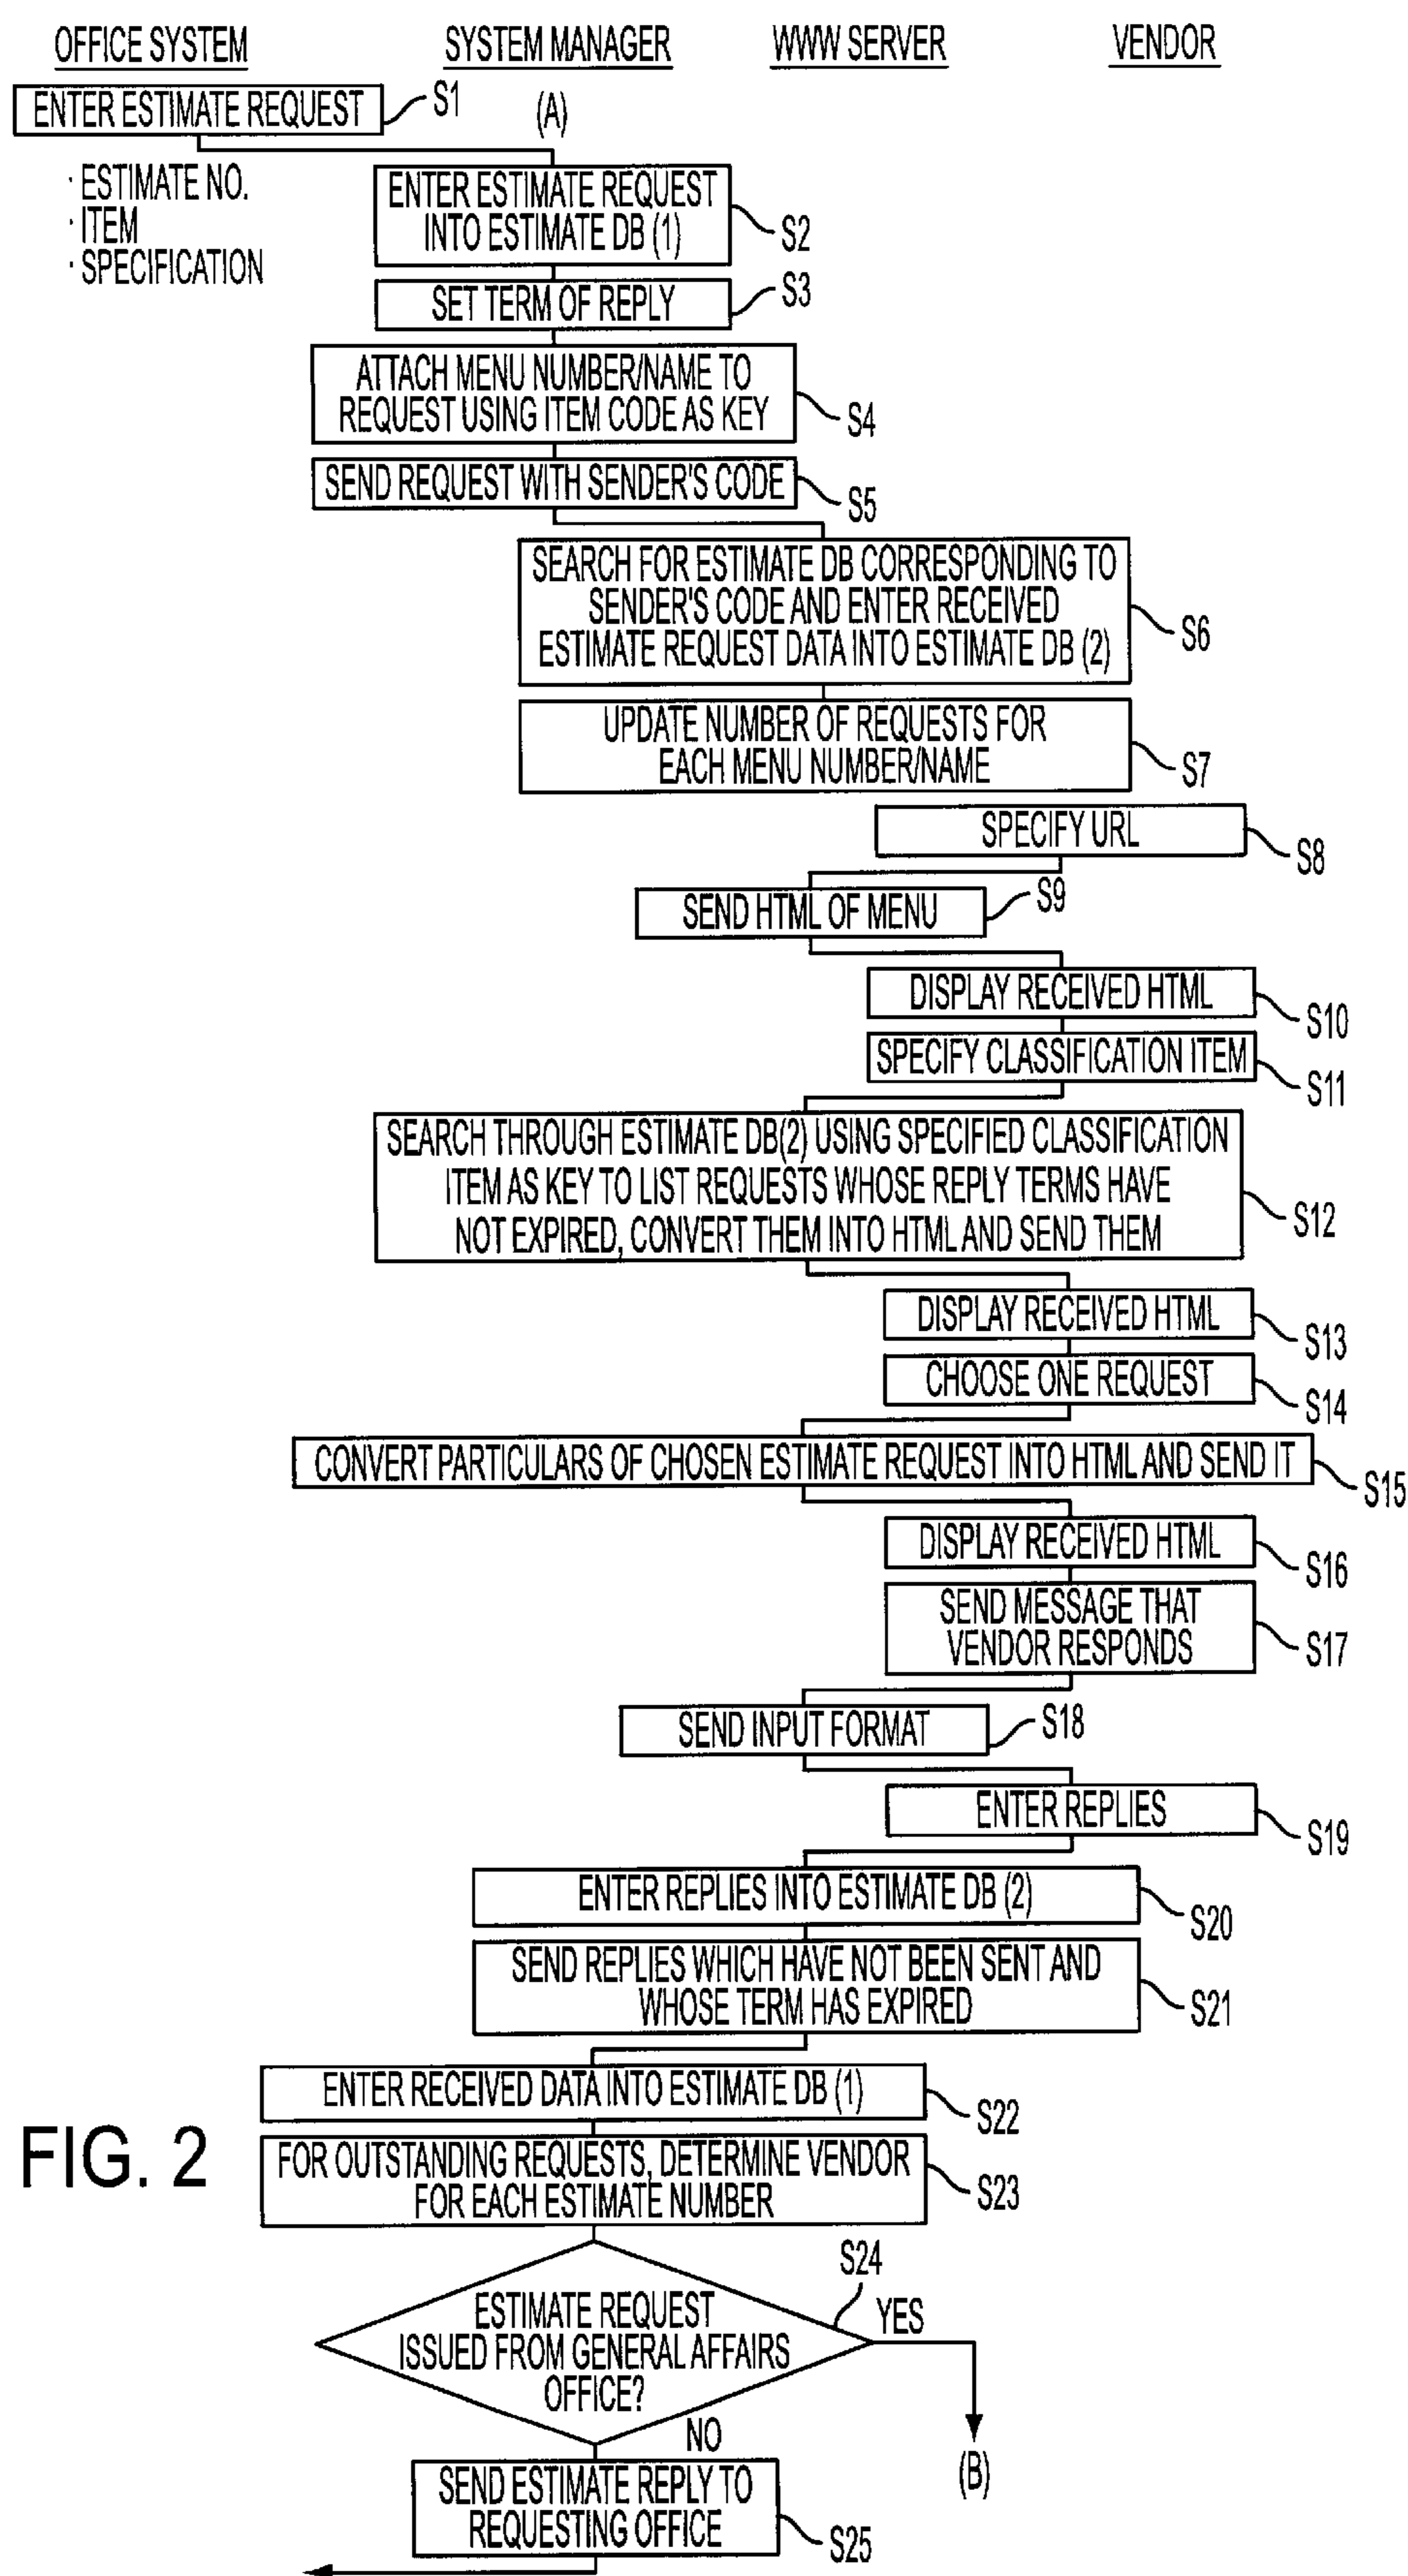 OFFICE SYSTEM
SYSTEM MANAGER
WWW SERVER
VENDOR
ENTER ESTIMATE REQUEST
S1
(A)
· ESTIMATE NO.
· ITEM
· SPECIFICATION
ENTER ESTIMATE REQUEST
INTO ESTIMATE DB (1)
S2
SET TERM OF REPLY
S3
ATTACH MENU NUMBER/NAME TO
REQUEST USING ITEM CODE AS KEY
S4
SEND REQUEST WITH SENDER'S CODE
S5
SEARCH FOR ESTIMATE DB CORRESPONDING TO
SENDER'S CODE AND ENTER RECEIVED
ESTIMATE REQUEST DATA INTO ESTIMATE DB (2)
S6
UPDATE NUMBER OF REQUESTS FOR
EACH MENU NUMBER/NAME
S7
SPECIFY URL
S8
SEND HTML OF MENU
S9
DISPLAY RECEIVED HTML
S10
SPECIFY CLASSIFICATION ITEM
S11
SEARCH THROUGH ESTIMATE DB(2) USING SPECIFIED CLASSIFICATION
ITEM AS KEY TO LIST REQUESTS WHOSE REPLY TERMS HAVE
NOT EXPIRED, CONVERT THEM INTO HTML AND SEND THEM
S12
DISPLAY RECEIVED HTML
S13
CHOOSE ONE REQUEST
S14
CONVERT PARTICULARS OF CHOSEN ESTIMATE REQUEST INTO HTML AND SEND IT
S15
DISPLAY RECEIVED HTML
S16
SEND MESSAGE THAT
VENDOR RESPONDS
S17
SEND INPUT FORMAT
S18
ENTER REPLIES
S19
ENTER REPLIES INTO ESTIMATE DB (2)
S20
SEND REPLIES WHICH HAVE NOT BEEN SENT AND
WHOSE TERM HAS EXPIRED
S21
ENTER RECEIVED DATA INTO ESTIMATE DB (1)
S22
FIG. 2
FOR OUTSTANDING REQUESTS, DETERMINE VENDOR
FOR EACH ESTIMATE NUMBER
S23
S24
ESTIMATE REQUEST
ISSUED FROM GENERAL AFFAIRS
OFFICE?
YES
NO
(B)
SEND ESTIMATE REPLY TO
REQUESTING OFFICE
S25